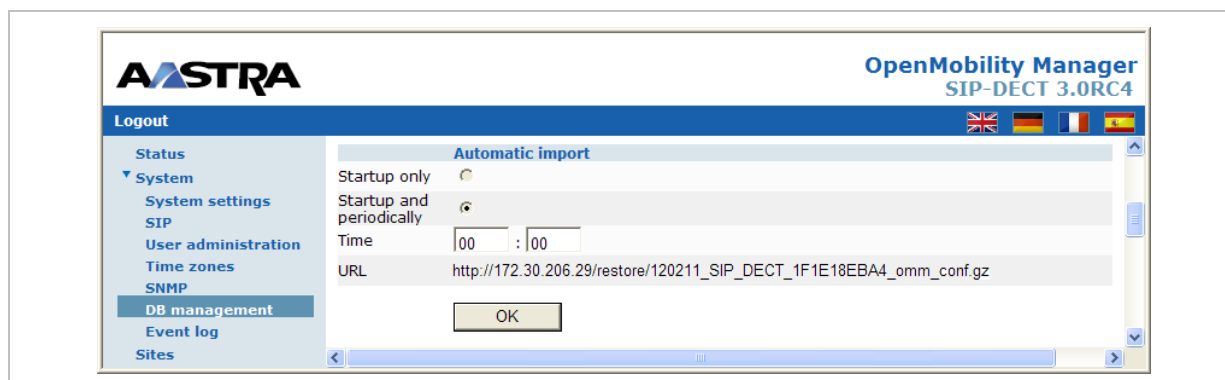 AASTRA
OpenMobility Manager
SIP-DECT 3.0RC4
Logout
Status
System
System settings
SIP
User administration
Time zones
SNMP
DB management
Event log
Sites
Automatic import
Startup only
Startup and
periodically
Time 00 : 00
URL http://172.30.206.29/restore/120211_SIP_DECT_1F1E18EBA4_omm_conf.gz
OK